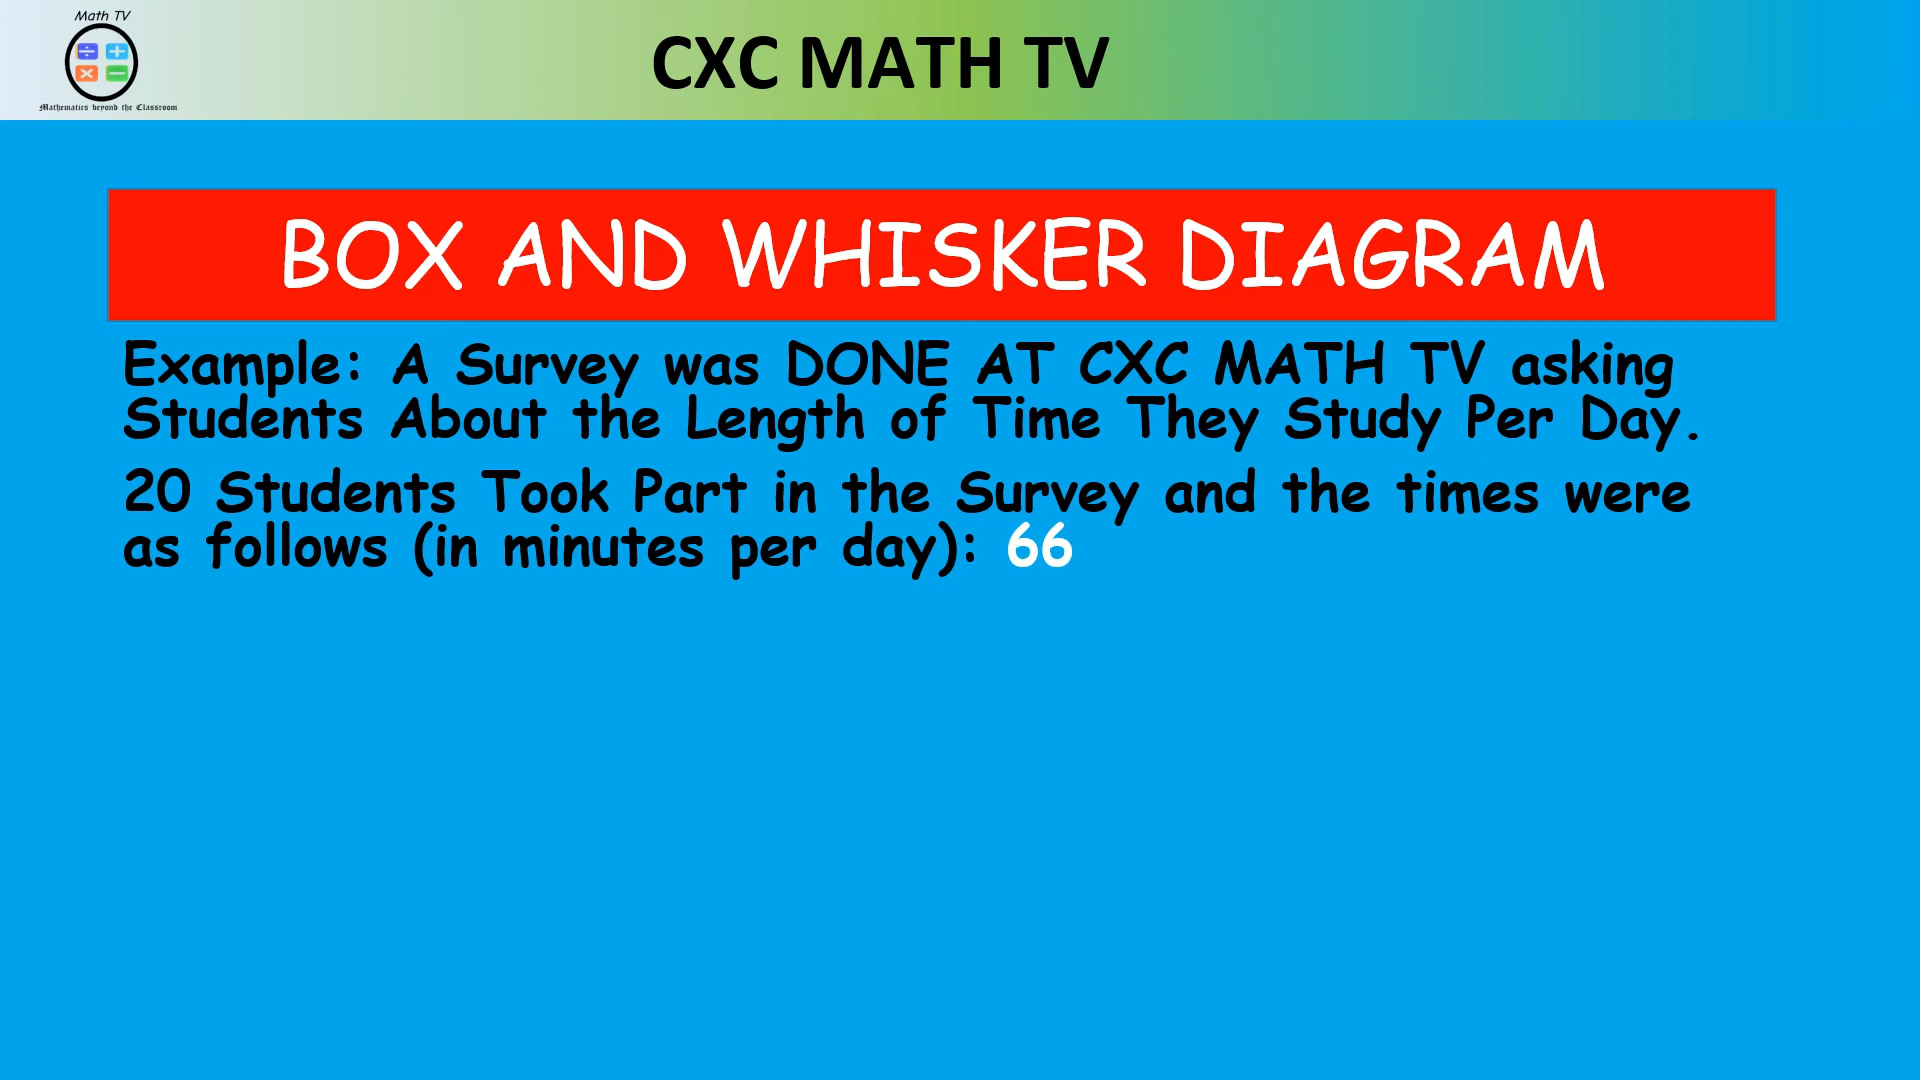 Math TV
CXC MATH TV
Mathematics beyond the Classroom
BOX AND WHISKER DIAGRAM
Example: A Survey was DONE AT CXC MATH TV asking
Students About the Length of Time They Study Per Day.
20 Students Took Part in the Survey and the times were
as follows (in minutes per day): 66